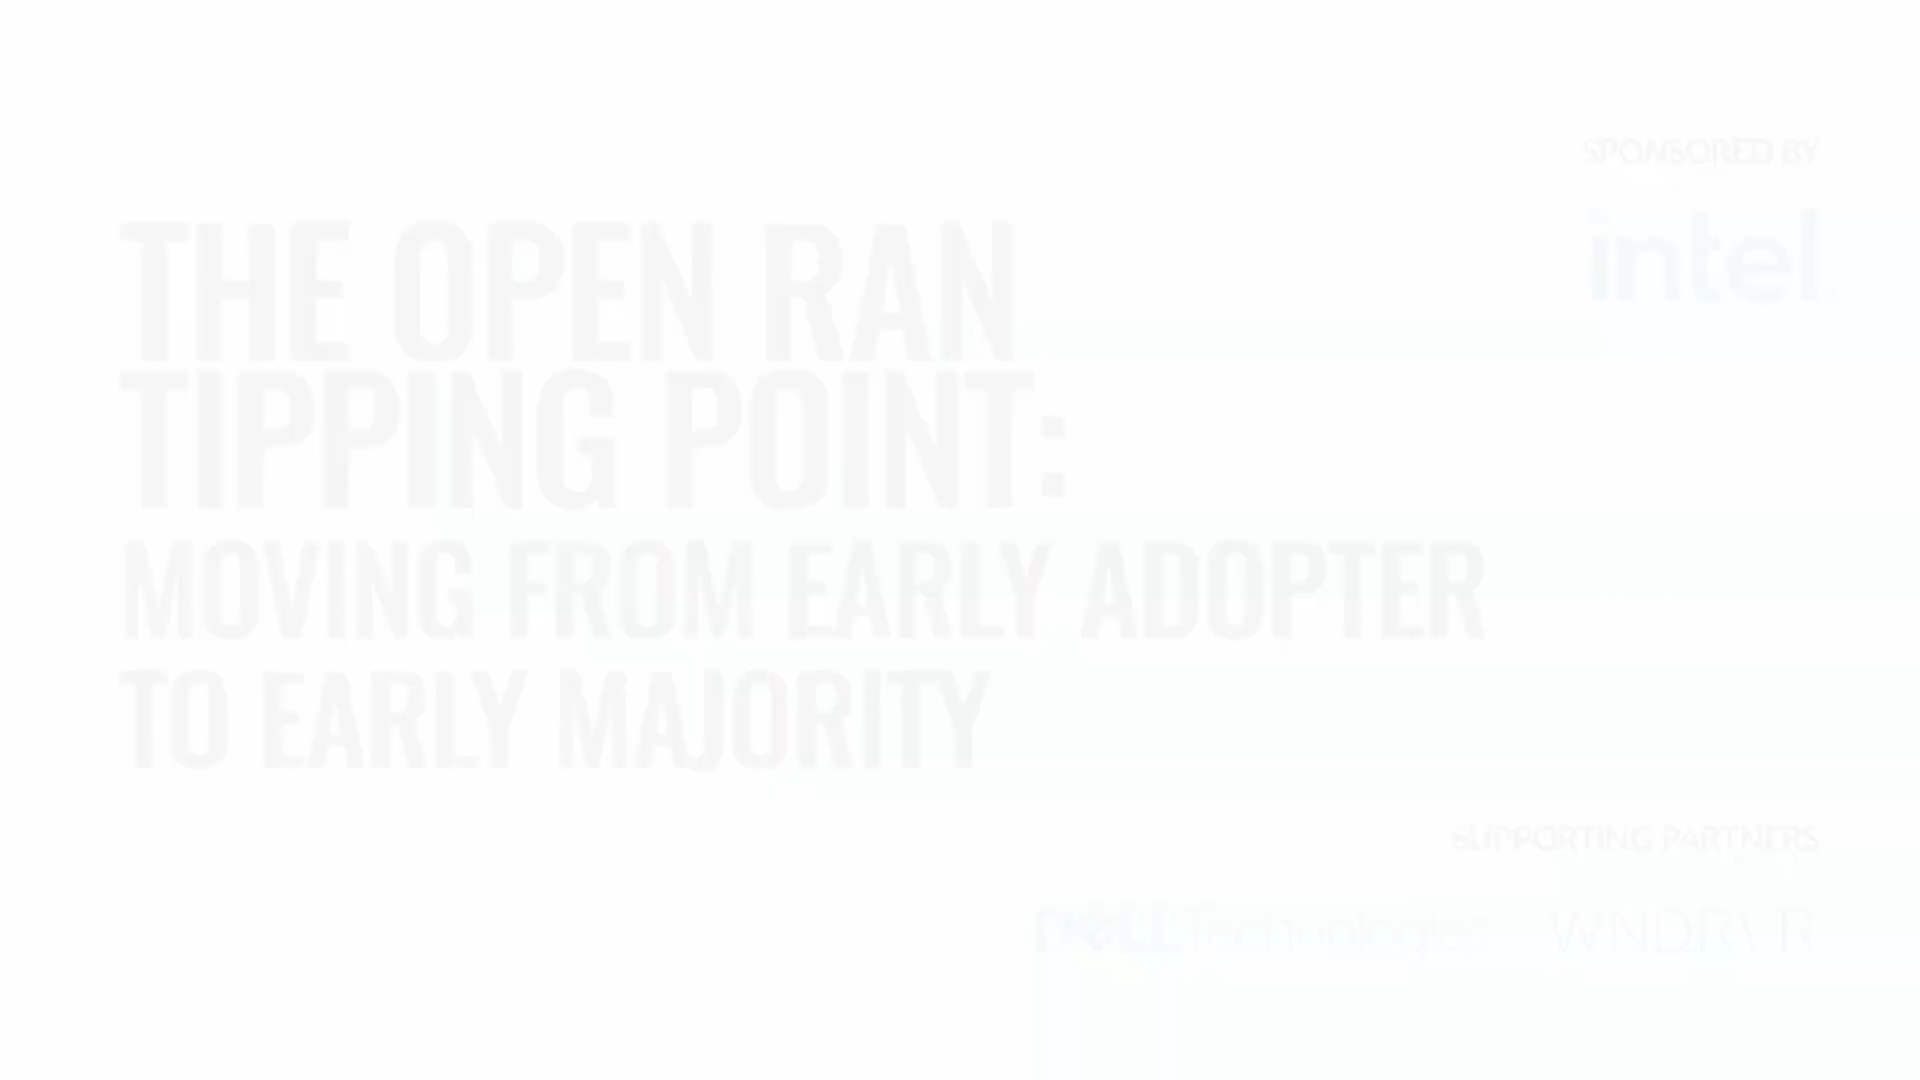 SPONSORED BY
intel.
THE OPEN RAN
TIPPING POINT:
MOVING FROM EARLY ADOPTER
TO EARLY MAJORITY
SUPPORTING PARTNERS
DELL Technologies
WNDRVR